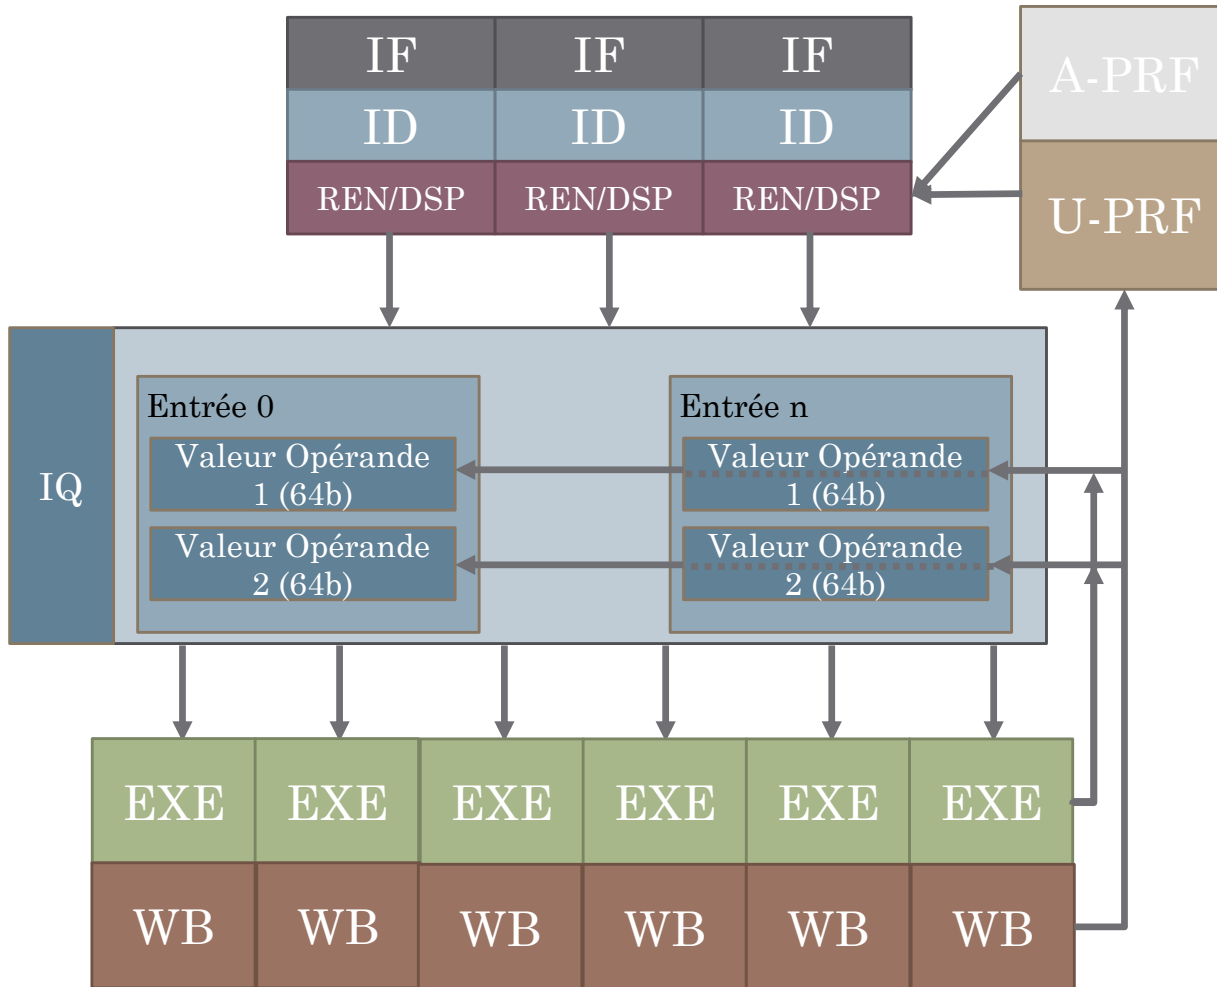 IF IF IF
A-PRF
ID ID ID
REN/DSP REN/DSP REN/DSP
U-PRF
IQ
Entrée 0
Valeur Opérande
1 (64b)
Valeur Opérande
2 (64b)
Entrée n
Valeur Opérande
1 (64b)
Valeur Opérande
2 (64b)
EXE EXE EXE EXE EXE EXE
WB WB WB WB WB WB